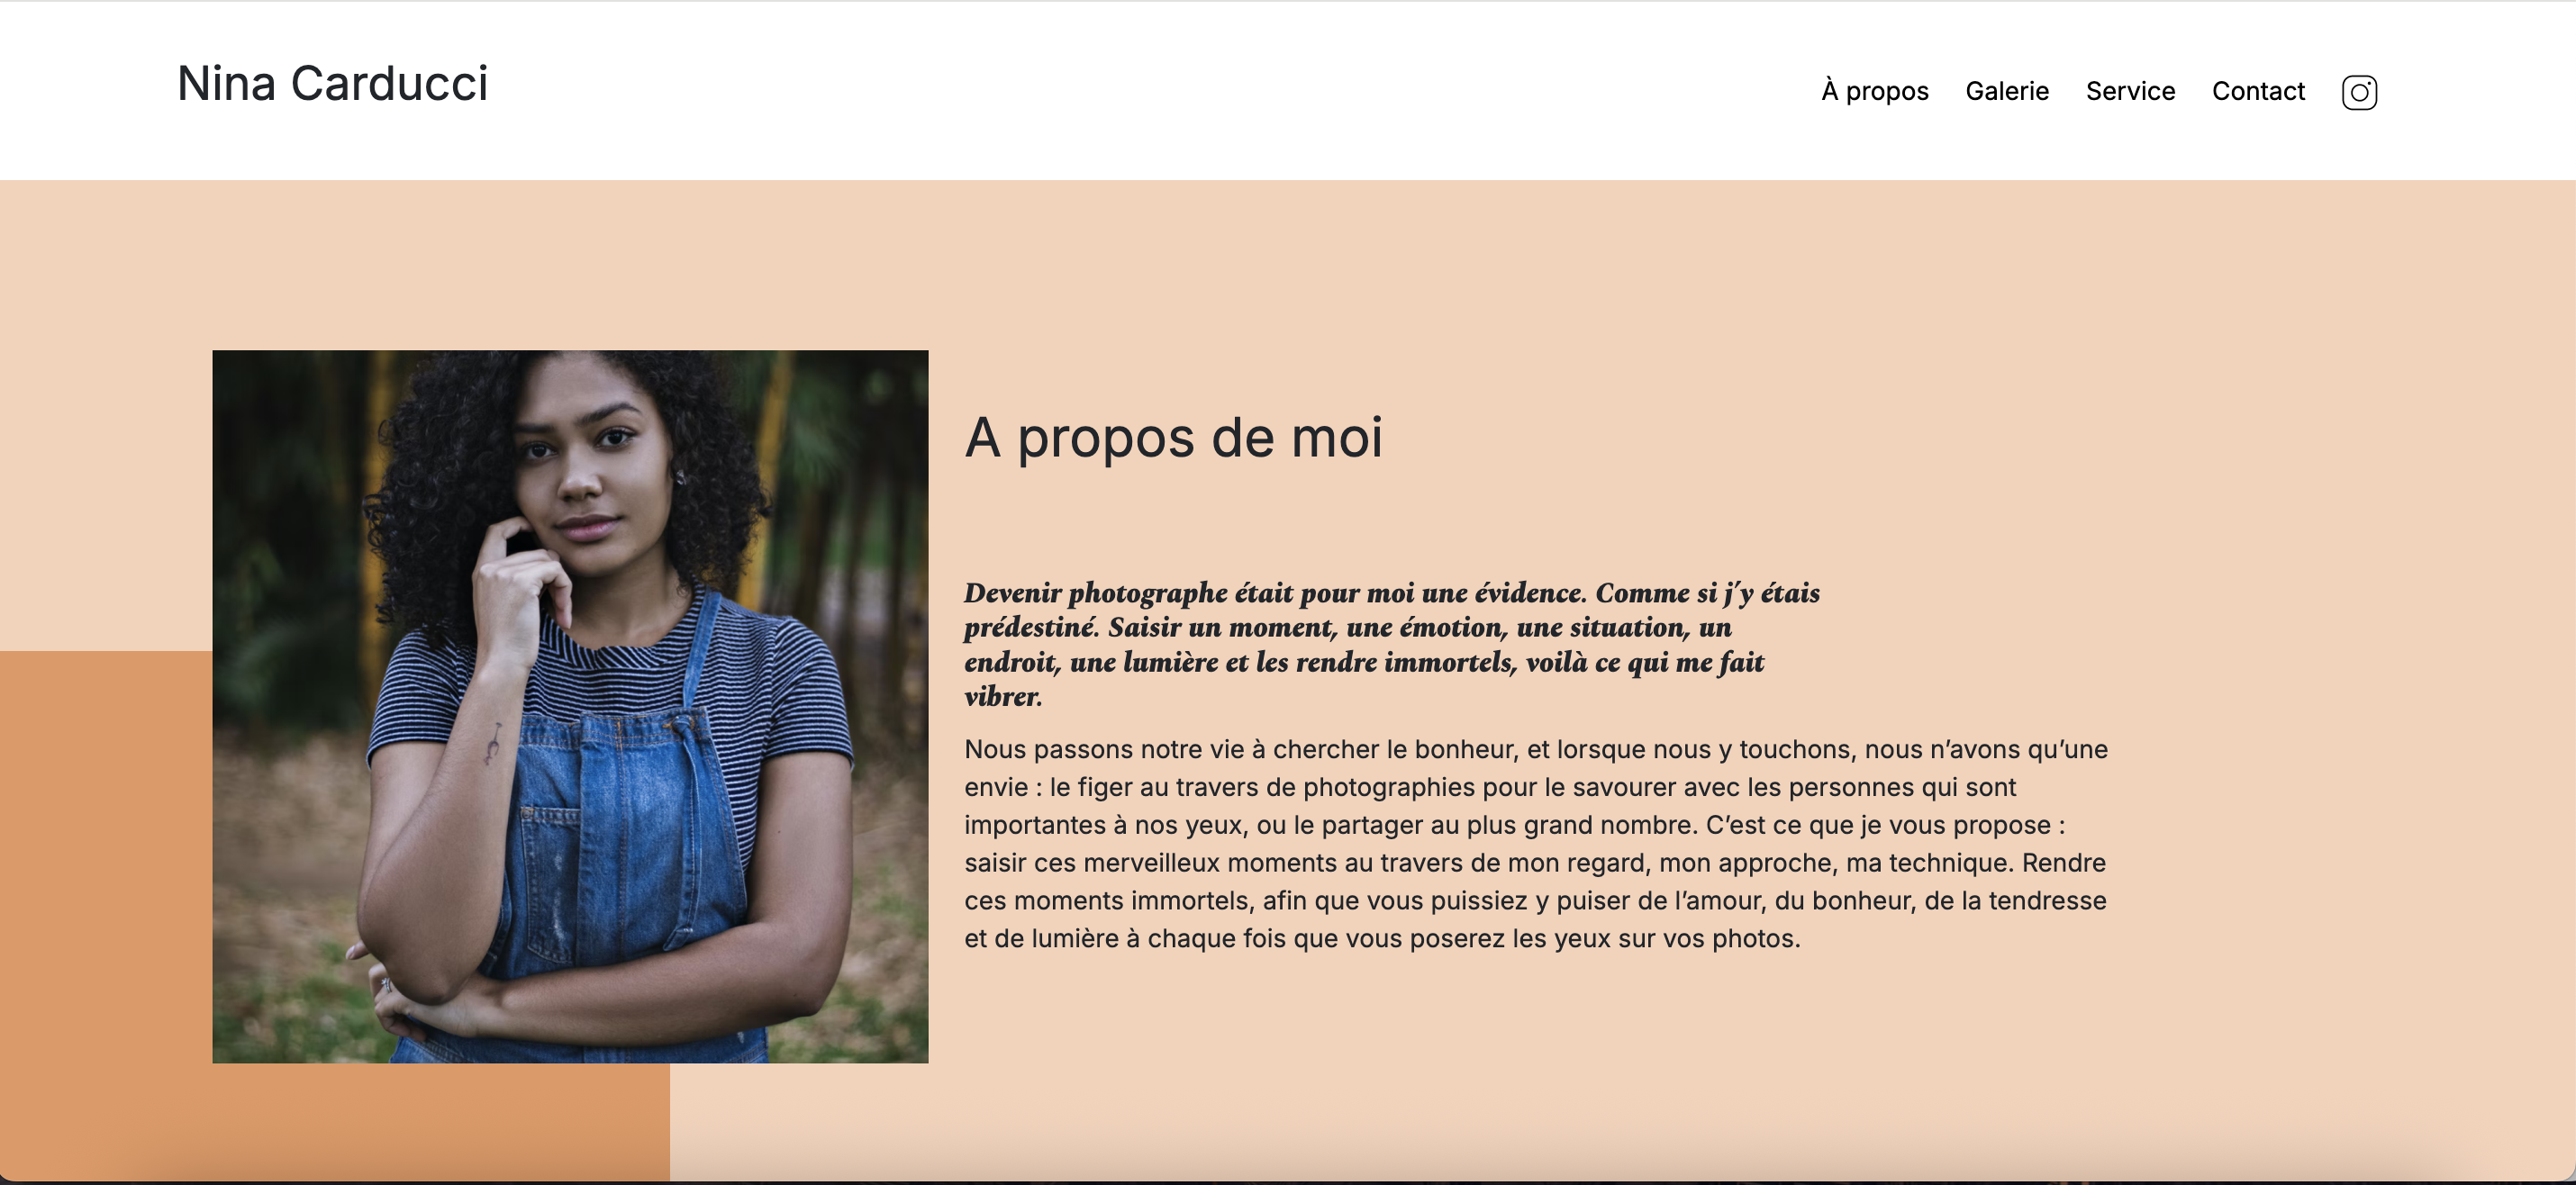 Nina Carducci
À propos
Galerie
Service
Contact
A propos de moi
Devenir photographe était pour moi une évidence. Comme si j’y étais
prédestiné. Saisir un moment, une émotion, une situation, un
endroit, une lumière et les rendre immortels, voilà ce qui me fait
vibrer.
Nous passons notre vie à chercher le bonheur, et lorsque nous y touchons, nous n’avons qu’une
envie : le figer au travers de photographies pour le savourer avec les personnes qui sont
importantes à nos yeux, ou le partager au plus grand nombre. C’est ce que je vous propose :
saisir ces merveilleux moments au travers de mon regard, mon approche, ma technique. Rendre
ces moments immortels, afin que vous puissiez y puiser de l’amour, du bonheur, de la tendresse
et de lumière à chaque fois que vous poserez les yeux sur vos photos.